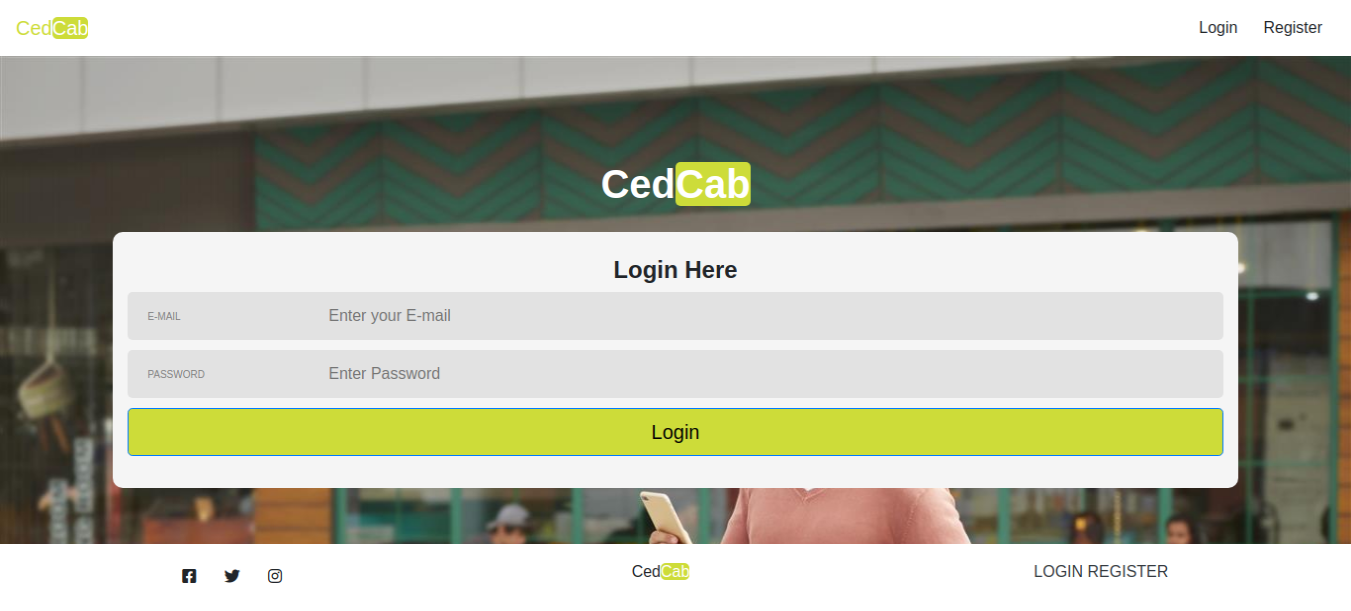 CedCab
Login Register
CedCab
Login Here
E-MAIL Enter your E-mail
PASSWORD Enter Password
Login
CedCab
LOGIN REGISTER